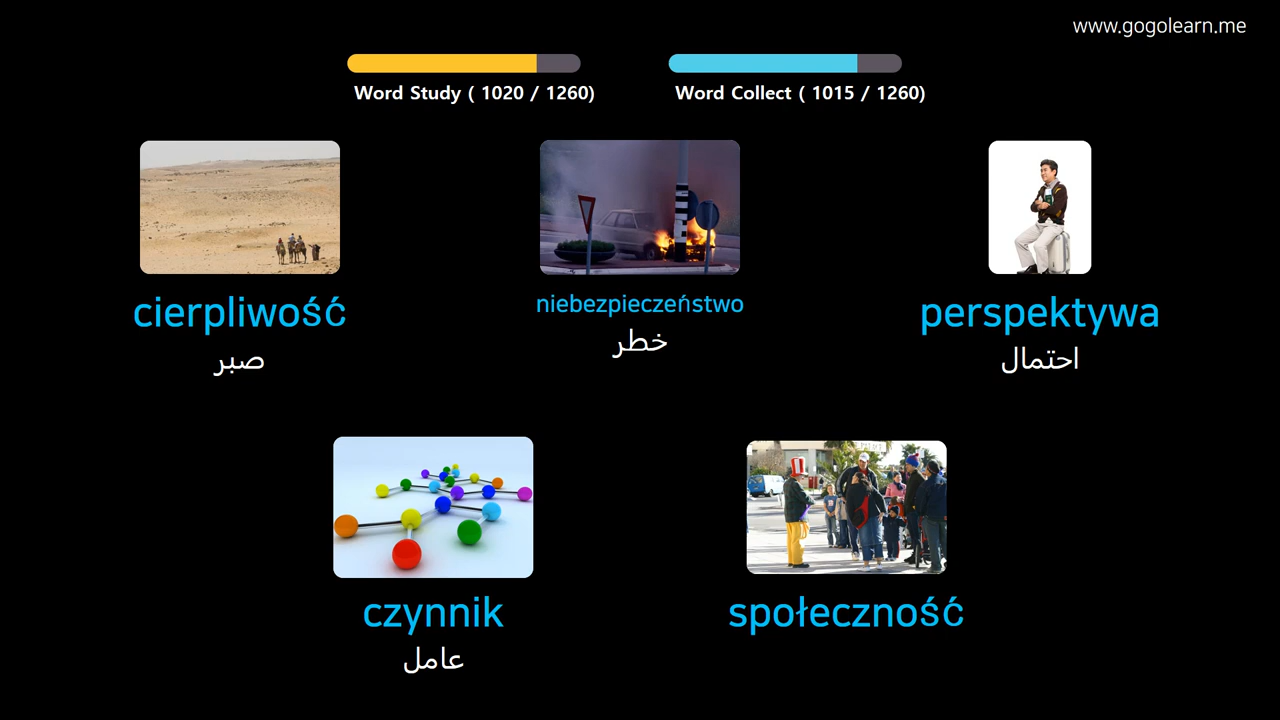 www.gogolearn.me
Word Study ( 1020 / 1260)
Word Collect ( 1015 / 1260)
cierpliwość
صبر
niebezpieczeństwo
خطر
perspektywa
احتمال
czynnik
عامل
społeczność